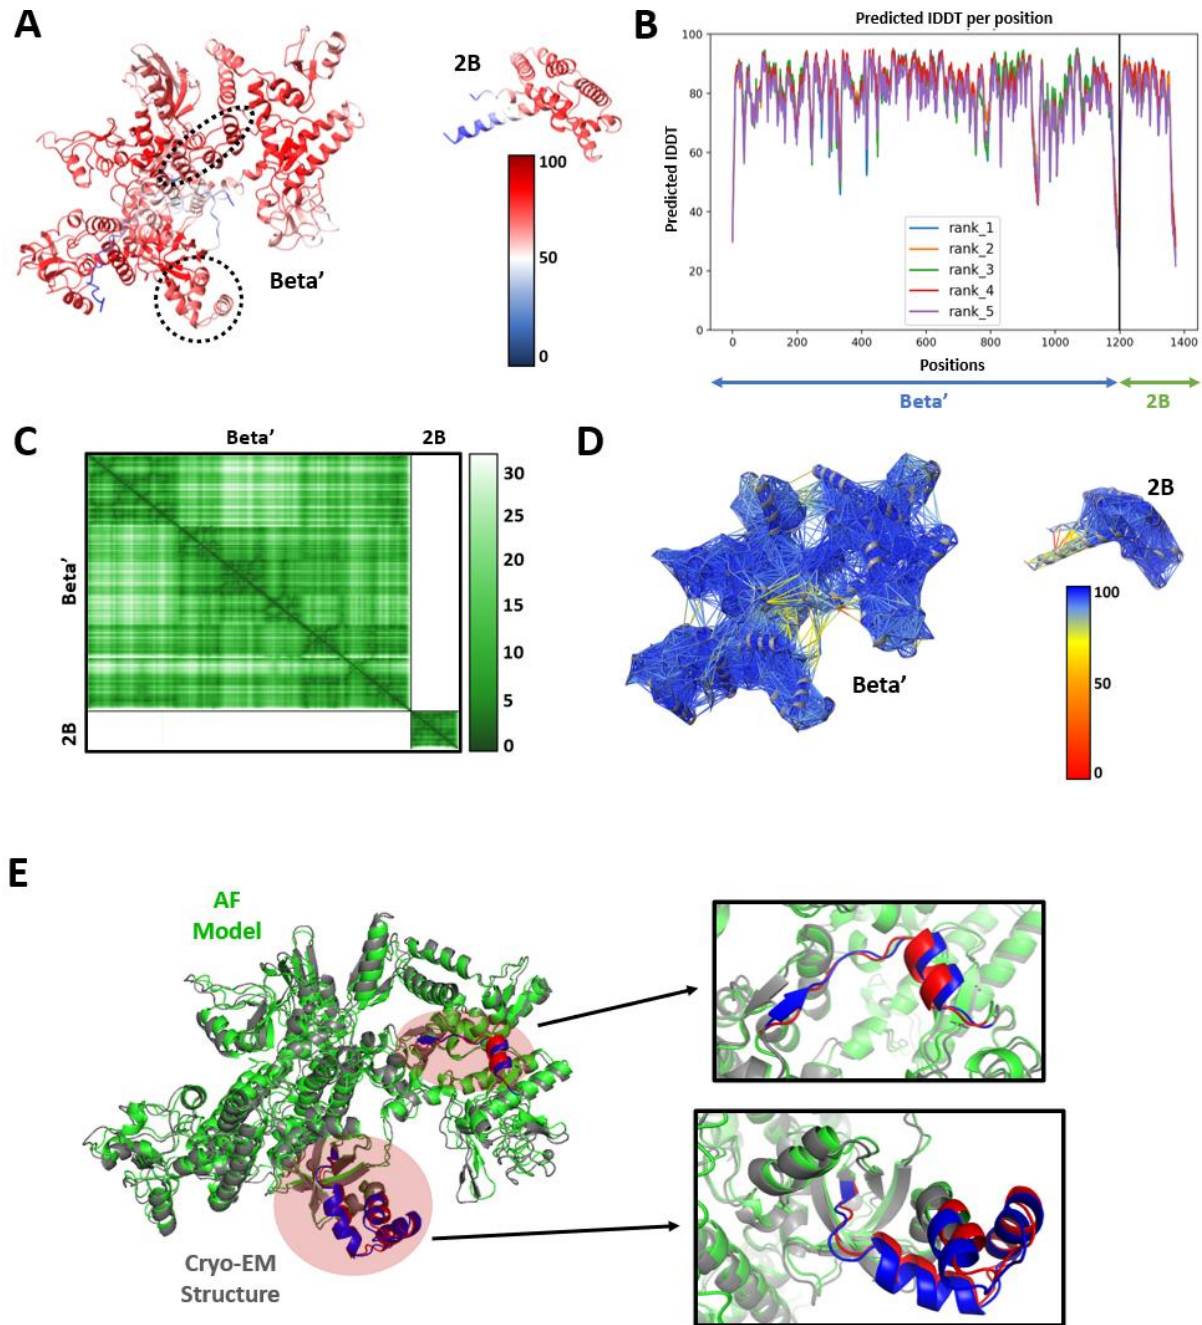 A
2B
100
50
0
Beta’
B
Predicted lDDT per position
Predicted lDDT
100
80
60
40
20
0
rank_1
rank_2
rank_3
rank_4
rank_5
0
200
400
600
800
1000
1200
1400
Positions
Beta’
2B
C
Beta’
2B
Beta’
2B
30
25
20
15
10
5
0
D
2B
Beta’
100
50
0
E
AF
Model
Cryo-EM
Structure